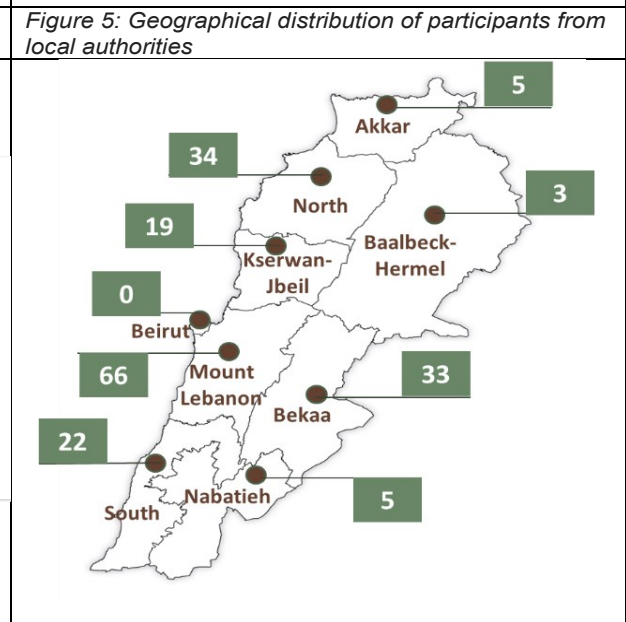 Figure 5: Geographical distribution of participants from
local authorities
5
Akkar
34
North
3
19
Baalbeck-
Hermel
Kserwan-
Jbeil
0
Beirut
66
Mount
Lebanon
33
Bekaa
22
Nabatieh
5
South